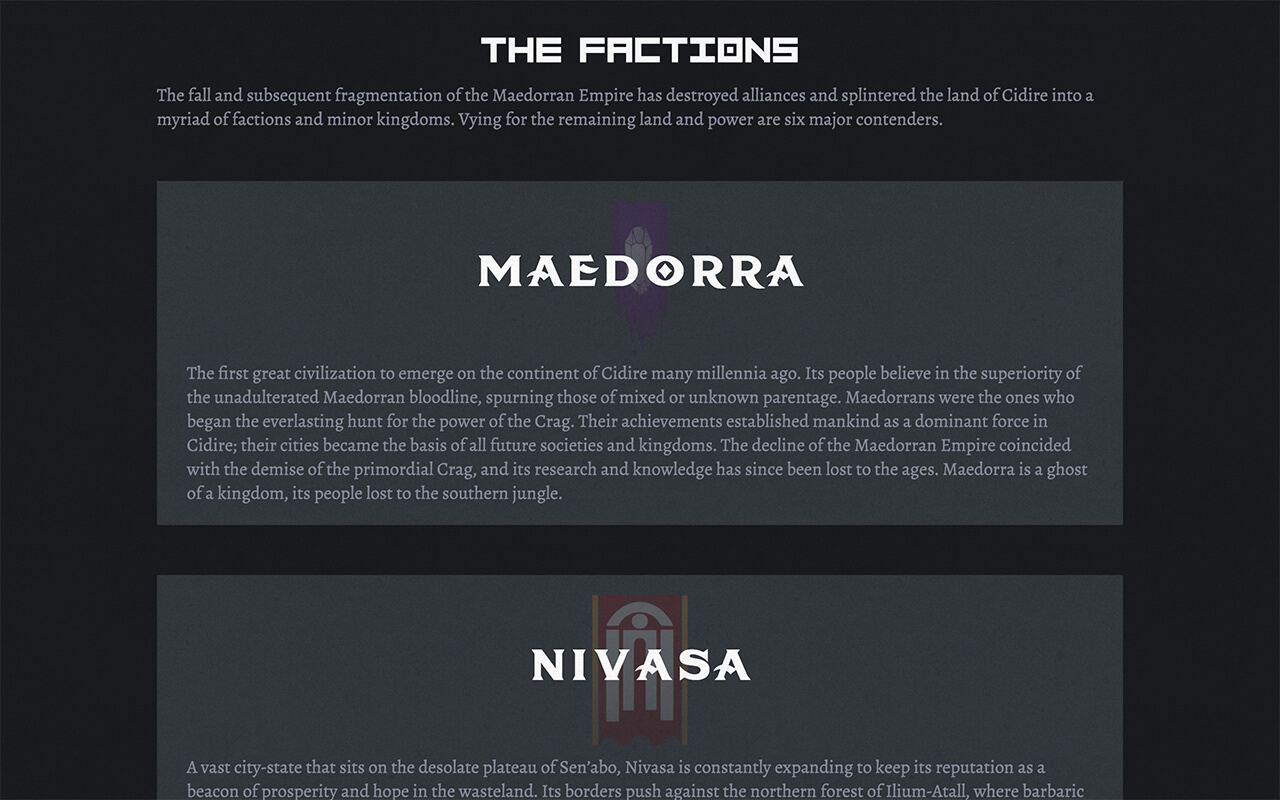 THE FACTIONS
The fall and subsequent fragmentation of the Maedorran Empire has destroyed alliances and splintered the land of Cidire into a
myriad of factions and minor kingdoms. Vying for the remaining land and power are six major contenders.
MAEDORRA
The first great civilization to emerge on the continent of Cidire many millennia ago. Its people believe in the superiority of
the unadulterated Maedorran bloodline, spurning those of mixed or unknown parentage. Maedorrans were the ones who
began the everlasting hunt for the power of the Crag. Their achievements established mankind as a dominant force in
Cidire; their cities became the basis of all future societies and kingdoms. The decline of the Maedorran Empire coincided
with the demise of the primordial Crag, and its research and knowledge has since been lost to the ages. Maedorra is a ghost
of a kingdom, its people lost to the southern jungle.
NIVASA
A vast city-state that sits on the desolate plateau of Sen’abo, Nivasa is constantly expanding to keep its reputation as a
beacon of prosperity and hope in the wasteland. Its borders push against the northern forest of Ilium-Atall, where barbaric